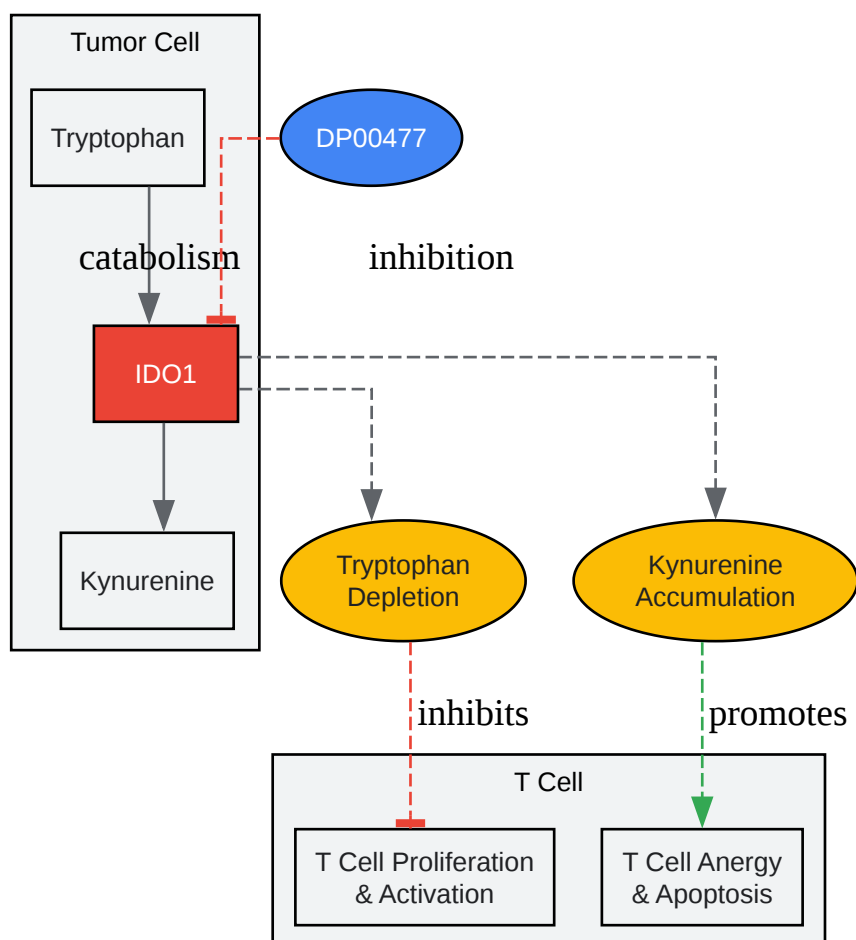 Tumor Cell
Tryptophan
DP00477
catabolism
inhibition
IDO1
Kynurenine
Tryptophan
Depletion
Kynurenine
Accumulation
inhibits
promotes
T Cell
T Cell Proliferation
& Activation
T Cell Anergy
& Apoptosis